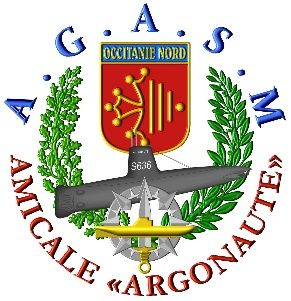 A.G.A.S.M
OCCITANIE NORD
S636
AMICALE «ARGONAUTE»